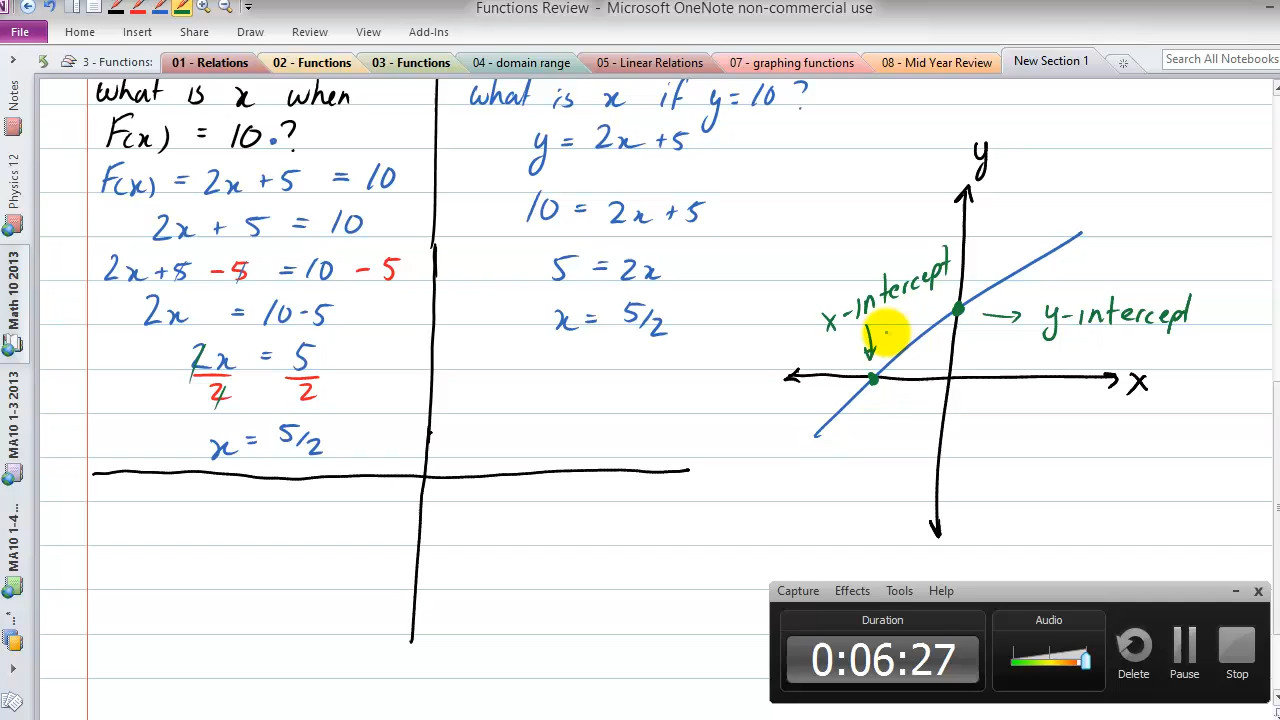 Functions Review - Microsoft OneNote non-commercial use
File Home Insert Share Draw Review View Add-Ins
3 - Functions: 01 - Relations 02 - Functions 03 - Functions 04 - domain range 05 - Linear Relations 07 - graphing functions 08 - Mid Year Review New Section 1 Search All Notebooks
Notes
Physics 12
Math 10 2013
MA10 1-3 2013
MA10 1-4 ...
What is x when
F(x) = 10.?
F(x) = 2x + 5 = 10
2x + 5 = 10
2x + 5 - 5 = 10 - 5
2x = 10 - 5
2x = 5
2 2
x = 5/2
What is x if y = 10 ?
y = 2x + 5
10 = 2x + 5
5 = 2x
x = 5/2
y
x-intercept
y-intercept
x
Capture Effects Tools Help
Duration
0:06:27
Audio
Delete Pause Stop